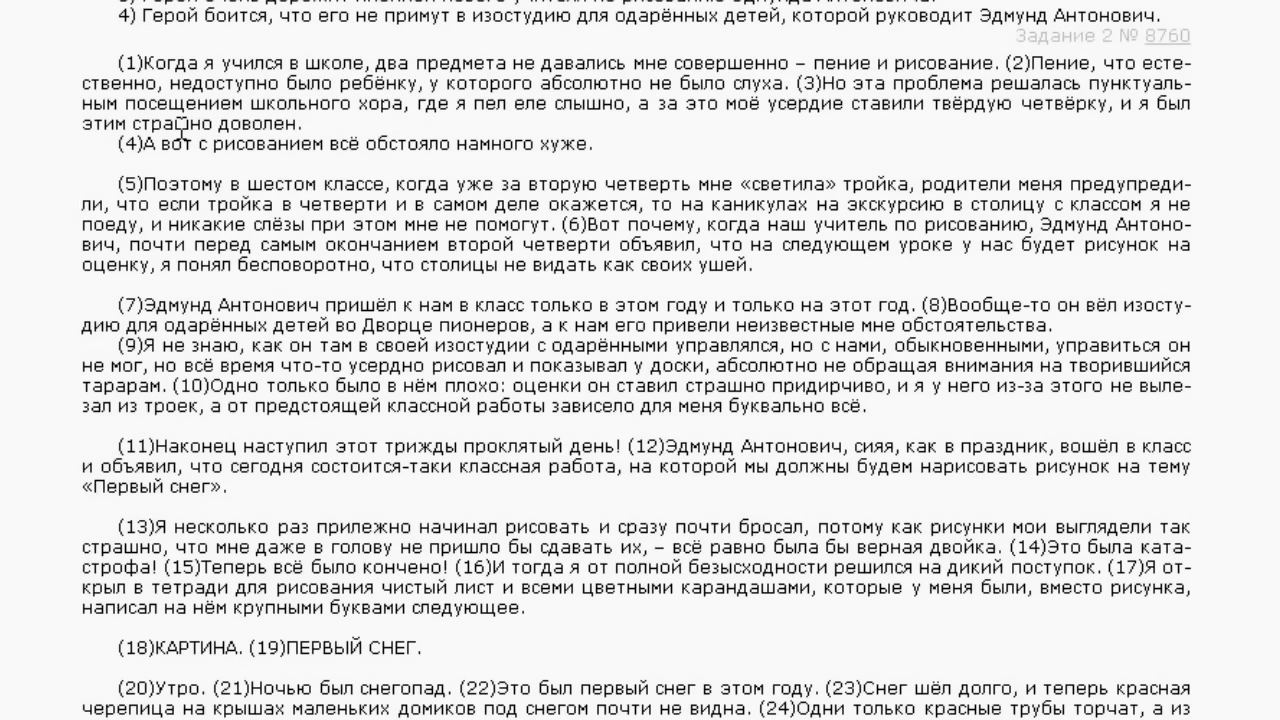 4) Герой боится, что его не примут в изостудию для одарённых детей, которой руководит Эдмунд Антонович.
Задание 2 № 8760
(1)Когда я учился в школе, два предмета не давались мне совершенно – пение и рисование. (2)Пение, что есте-
ственно, недоступно было ребёнку, у которого абсолютно не было слуха. (3)Но эта проблема решалась пунктуаль-
ным посещением школьного хора, где я пел еле слышно, а за это моё усердие ставили твёрдую четвёрку, и я был
этим страшно доволен.
(4)А вот с рисованием всё обстояло намного хуже.
(5)Поэтому в шестом классе, когда уже за вторую четверть мне «светила» тройка, родители меня предупреди-
ли, что если тройка в четверти и в самом деле окажется, то на каникулах на экскурсию в столицу с классом я не
поеду, и никакие слёзы при этом мне не помогут. (6)Вот почему, когда наш учитель по рисованию, Эдмунд Антоно-
вич, почти перед самым окончанием второй четверти объявил, что на следующем уроке у нас будет рисунок на
оценку, я понял бесповоротно, что столицы не видать как своих ушей.
(7)Эдмунд Антонович пришёл к нам в класс только в этом году и только на этот год. (8)Вообще-то он вёл изосту-
дию для одарённых детей во Дворце пионеров, а к нам его привели неизвестные мне обстоятельства.
(9)Я не знаю, как он там в своей изостудии с одарёнными управлялся, но с нами, обыкновенными, управиться он
не мог, но всё время что-то усердно рисовал и показывал у доски, абсолютно не обращая внимания на творившийся
тарарам. (10)Одно только было в нём плохо: оценки он ставил страшно придирчиво, и я у него из-за этого не выле-
зал из троек, а от предстоящей классной работы зависело для меня буквально всё.
(11)Наконец наступил этот трижды проклятый день! (12)Эдмунд Антонович, сияя, как в праздник, вошёл в класс
и объявил, что сегодня состоится-таки классная работа, на которой мы должны будем нарисовать рисунок на тему
«Первый снег».
(13)Я несколько раз прилежно начинал рисовать и сразу почти бросал, потому как рисунки мои выглядели так
страшно, что мне даже в голову не пришло бы сдавать их, – всё равно была бы верная двойка. (14)Это была ката-
строфа! (15)Теперь всё было кончено! (16)И тогда я от полной безысходности решился на дикий поступок. (17)Я от-
крыл в тетради для рисования чистый лист и всеми цветными карандашами, которые у меня были, вместо рисунка,
написал на нём крупными буквами следующее.
(18)КАРТИНА. (19)ПЕРВЫЙ СНЕГ.
(20)Утро. (21)Ночью был снегопад. (22)Это был первый снег в этом году. (23)Снег шёл долго, и теперь красная
черепица на крышах маленьких домиков под снегом почти не видна. (24)Одни только красные трубы торчат, а из